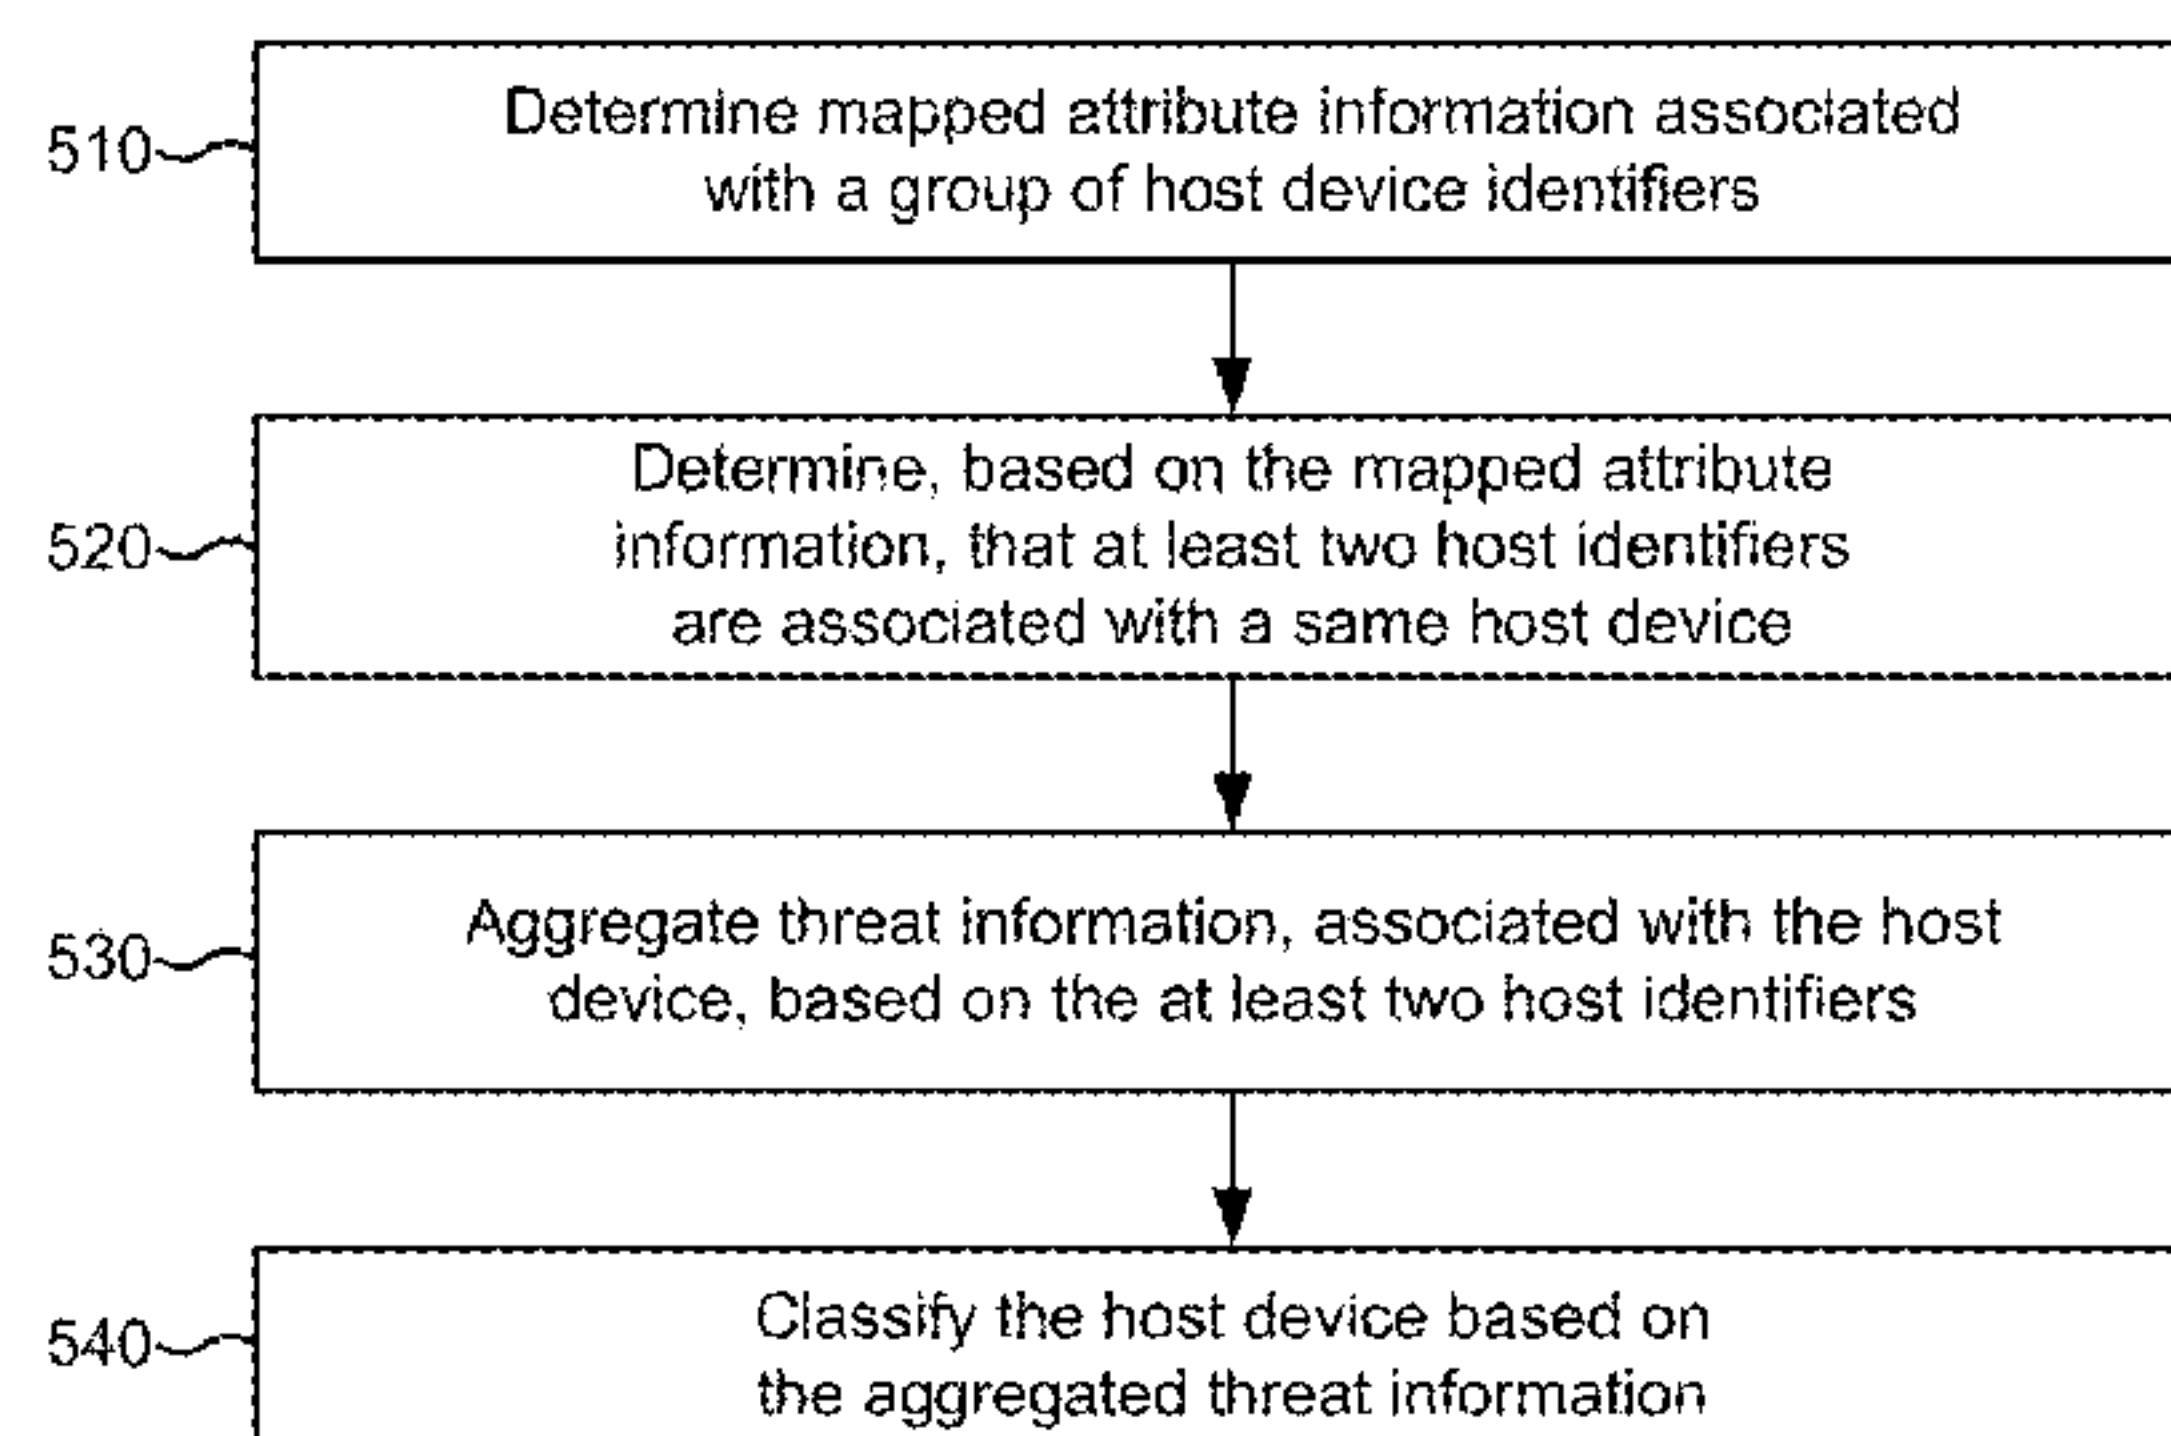 Determine mapped attribute information associated
510
with a group of host device identifiers
Determine, based on the mapped attribute
520
information, that at least two host identifiers
are associated with a same host device
Aggregate threat information, associated with the host
530
device, based on the at least two host identifiers
Classify the host device based on
540
the aggregated threat information